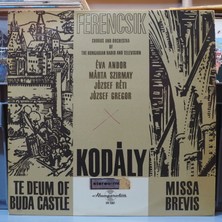 FERENCSIK
CHORUS AND ORCHESTRA
OF THE HUNGARIAN RADIO AND TELEVISION
ÉVA ANDOR
MÁRTA SZIRMAY
JÓZSEF RÉTI
JÓZSEF GREGOR
KODÁLY
TE DEUM OF
BUDA CASTLE
MISSA
BREVIS
Hungaroton